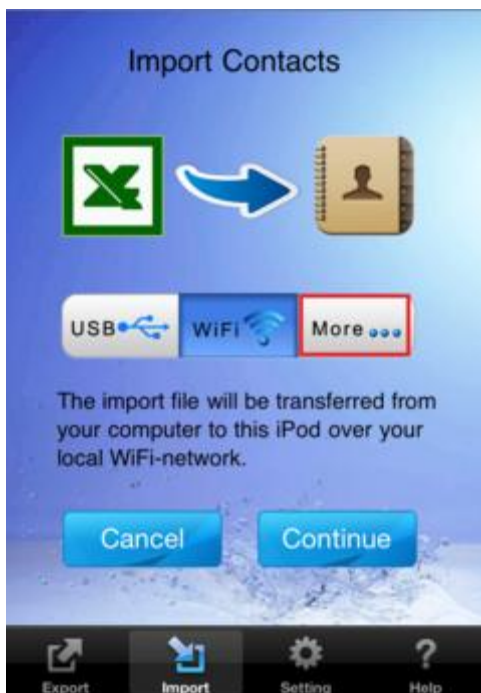 Import Contacts
USB WiFi More
The import file will be transferred from
your computer to this iPod over your
local WiFi-network.
Cancel Continue
Export Import Setting Help